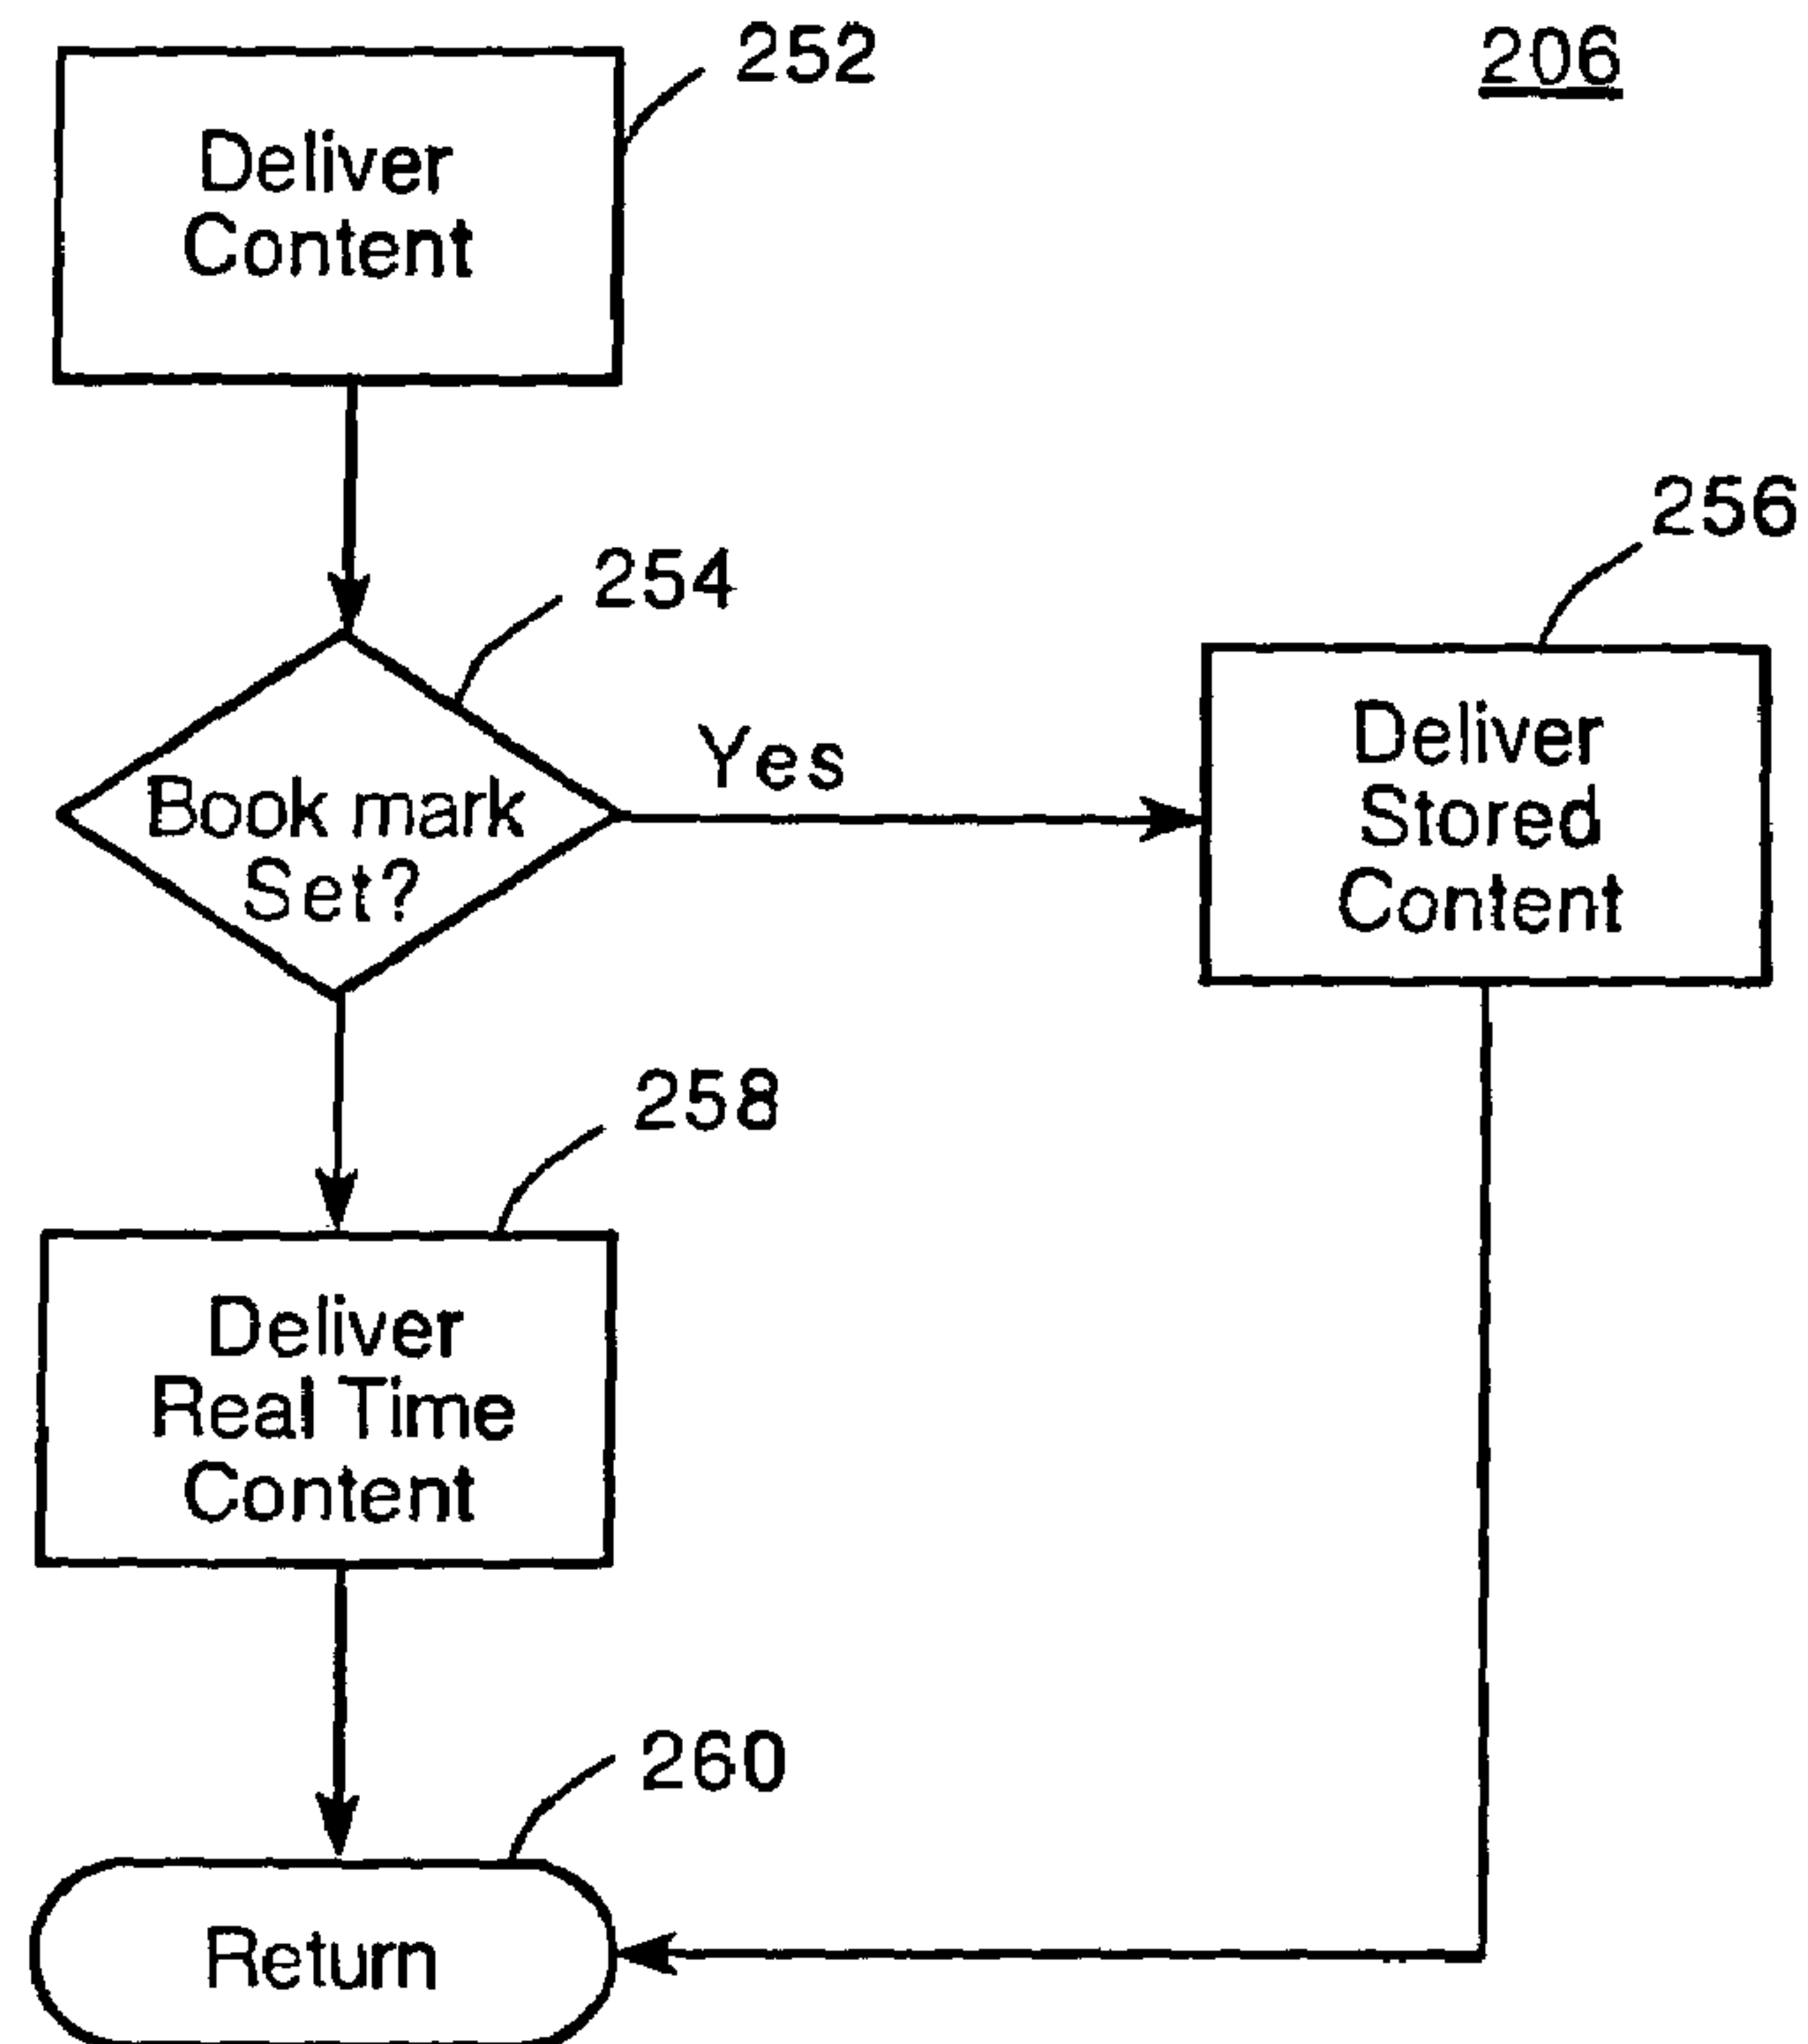 252
206
Deliver
Content
254
256
Yes
Book mark
Set?
Deliver
Stored
Content
258
Deliver
Real Time
Content
260
Return